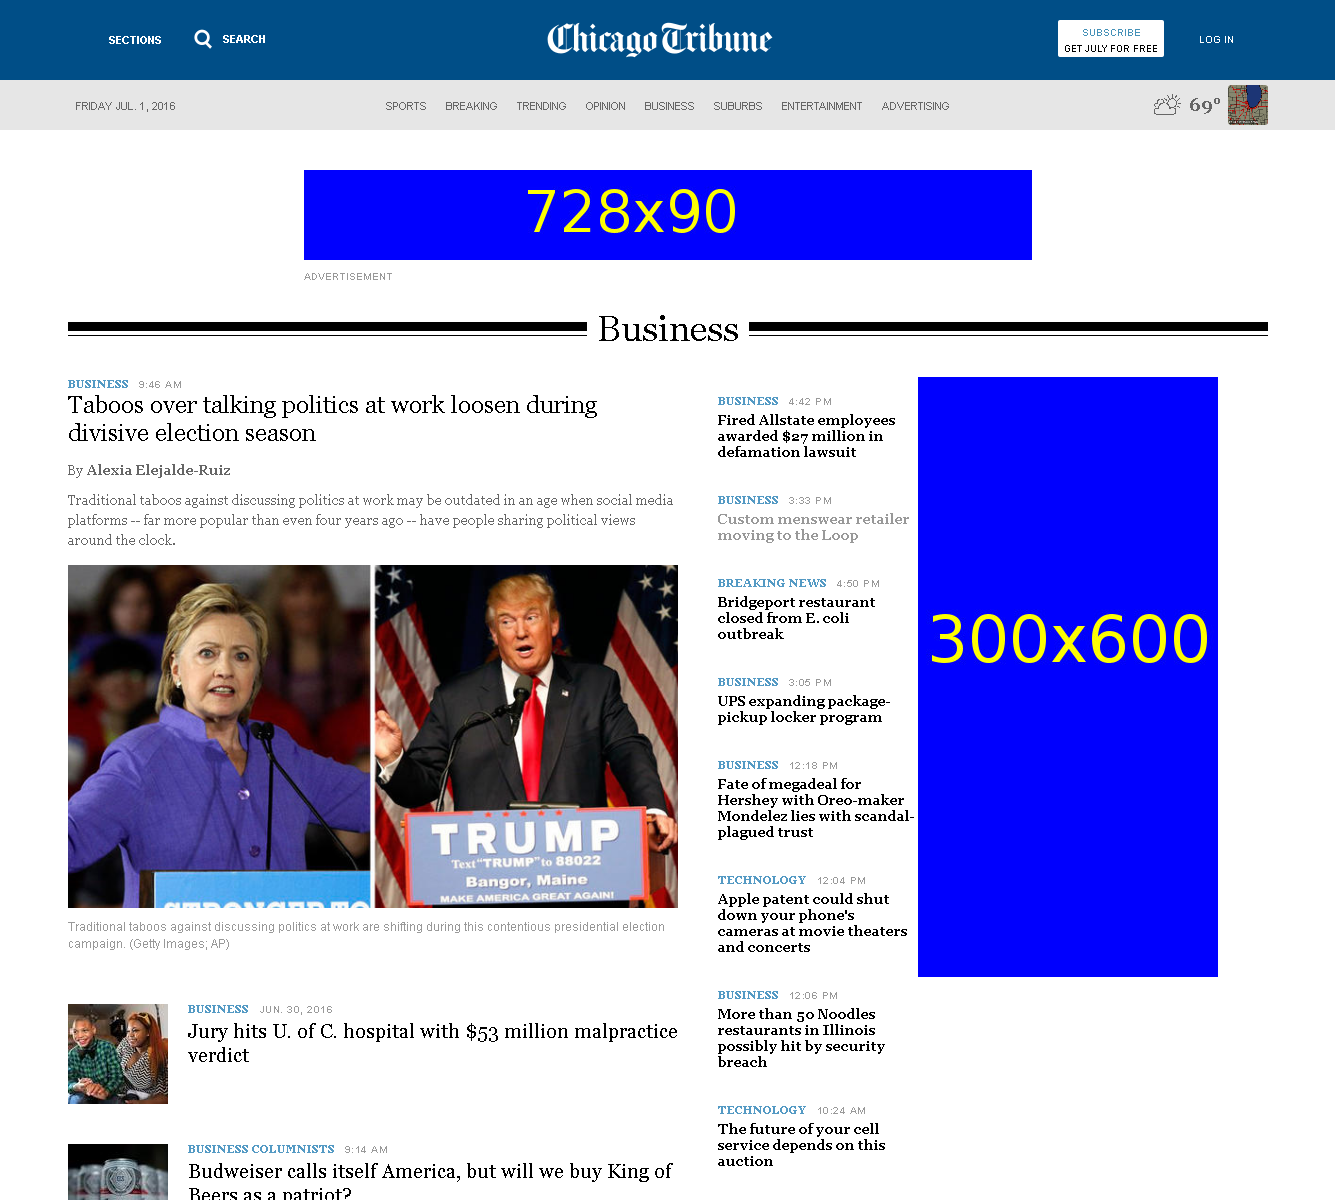 SECTIONS
SEARCH
Chicago Tribune
SUBSCRIBE
GET JULY FOR FREE
LOG IN
FRIDAY JUL. 1, 2016
SPORTS
BREAKING
TRENDING
OPINION
BUSINESS
SUBURBS
ENTERTAINMENT
ADVERTISING
69°
728x90
ADVERTISEMENT
Business
BUSINESS 9:46 AM
Taboos over talking politics at work loosen during
divisive election season
By Alexia Elejalde-Ruiz
Traditional taboos against discussing politics at work may be outdated in an age when social media
platforms -- far more popular than even four years ago -- have people sharing political views
around the clock.
STRONGER TO
TRUMP
Text "TRUMP" to 88022
Bangor, Maine
MAKE AMERICA GREAT AGAIN!
Traditional taboos against discussing politics at work are shifting during this contentious presidential election
campaign. (Getty Images; AP)
BUSINESS JUN. 30, 2016
Jury hits U. of C. hospital with $53 million malpractice
verdict
BUSINESS COLUMNISTS 9:14 AM
Budweiser calls itself America, but will we buy King of
Beers as a patriot?
BUSINESS 4:42 PM
Fired Allstate employees
awarded $27 million in
defamation lawsuit
BUSINESS 3:33 PM
Custom menswear retailer
moving to the Loop
BREAKING NEWS 4:50 PM
Bridgeport restaurant
closed from E. coli
outbreak
BUSINESS 3:05 PM
UPS expanding package-
pickup locker program
BUSINESS 12:18 PM
Fate of megadeal for
Hershey with Oreo-maker
Mondelez lies with scandal-
plagued trust
TECHNOLOGY 12:04 PM
Apple patent could shut
down your phone's
cameras at movie theaters
and concerts
BUSINESS 12:06 PM
More than 50 Noodles
restaurants in Illinois
possibly hit by security
breach
TECHNOLOGY 10:24 AM
The future of your cell
service depends on this
auction
300x600